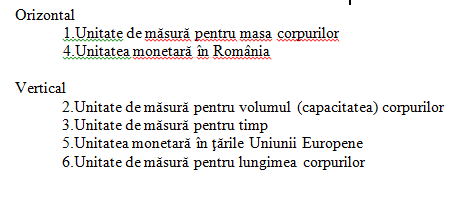 Orizontal
1.Unitate de măsură pentru masa corpurilor
4.Unitatea monetară în România
Vertical
2.Unitate de măsură pentru volumul (capacitatea) corpurilor
3.Unitate de măsură pentru timp
5.Unitatea monetară în ţările Uniunii Europene
6.Unitate de măsură pentru lungimea corpurilor